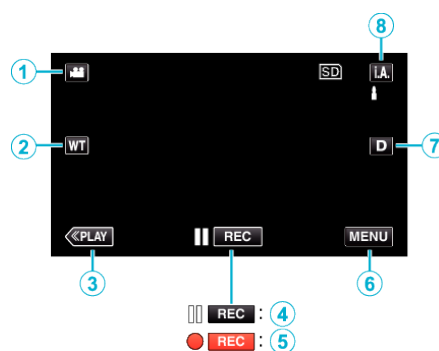 8
1 SD i.A.
2 WT D 7
≪PLAY REC MENU
3 6
REC : 4
REC : 5